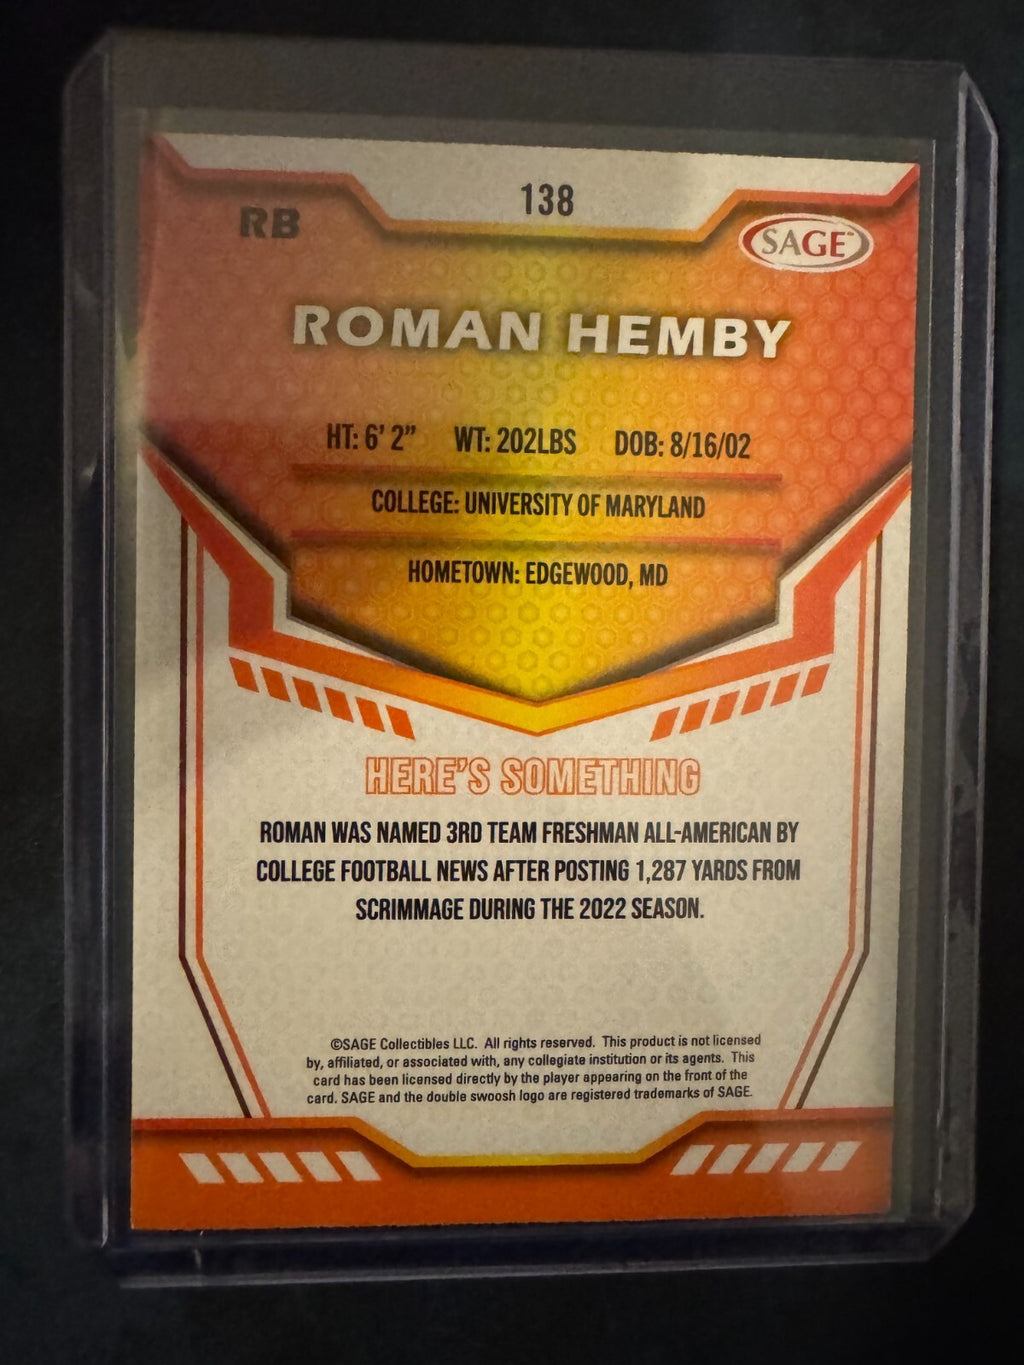 138
RB
SAGE™
ROMAN HEMBY
HT: 6' 2" WT: 202LBS DOB: 8/16/02
COLLEGE: UNIVERSITY OF MARYLAND
HOMETOWN: EDGEWOOD, MD
HERE'S SOMETHING
ROMAN WAS NAMED 3RD TEAM FRESHMAN ALL-AMERICAN BY
COLLEGE FOOTBALL NEWS AFTER POSTING 1,287 YARDS FROM
SCRIMMAGE DURING THE 2022 SEASON.
©SAGE Collectibles LLC. All rights reserved. This product is not licensed
by, affiliated, or associated with, any collegiate institution or its agents. This
card has been licensed directly by the player appearing on the front of the
card. SAGE and the double swoosh logo are registered trademarks of SAGE.